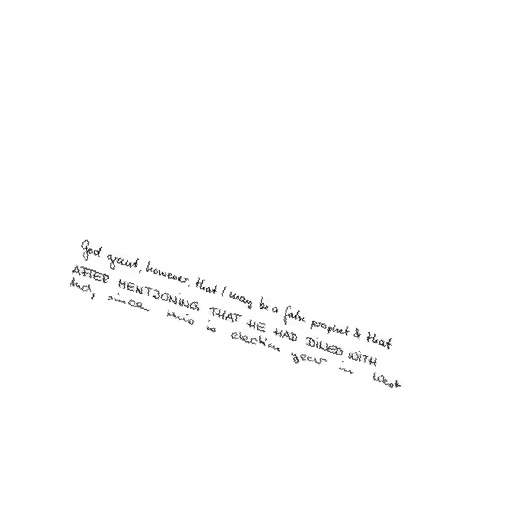 God grant, however, that I may be a false prophet & that
AFTER MENTIONING THAT HE HAD DINED WITH
And, since this is election year in West